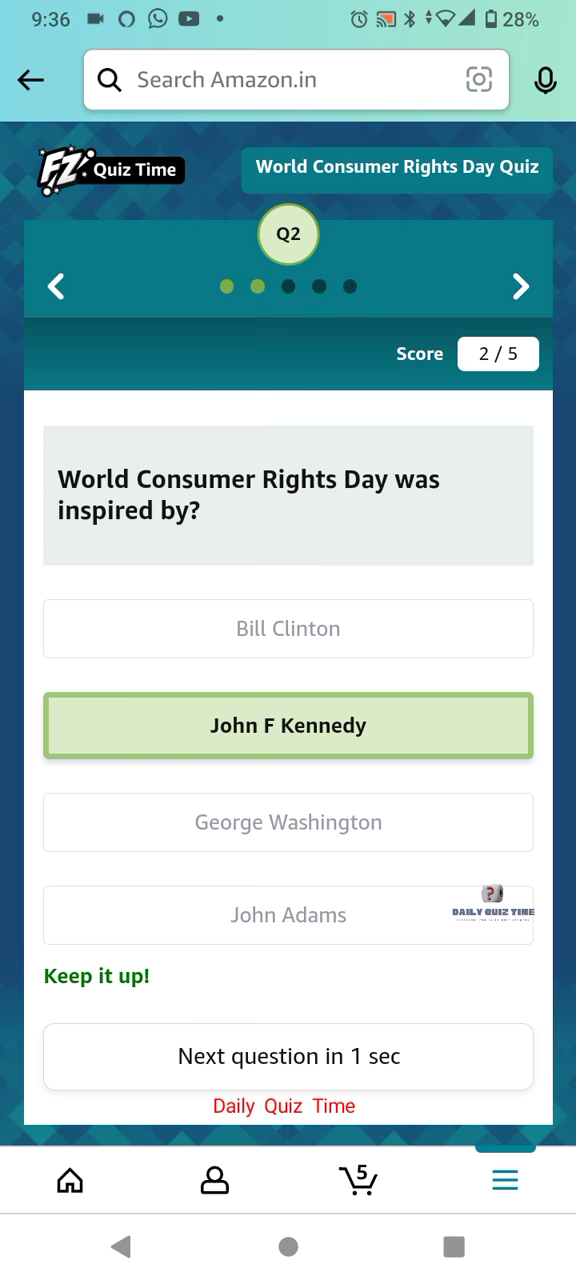 9:36
28%
Search Amazon.in
FZ Quiz Time
World Consumer Rights Day Quiz
Q2
Score 2 / 5
World Consumer Rights Day was
inspired by?
Bill Clinton
John F Kennedy
George Washington
John Adams
DAILY QUIZ TIME
Keep it up!
Next question in 1 sec
Daily Quiz Time
5